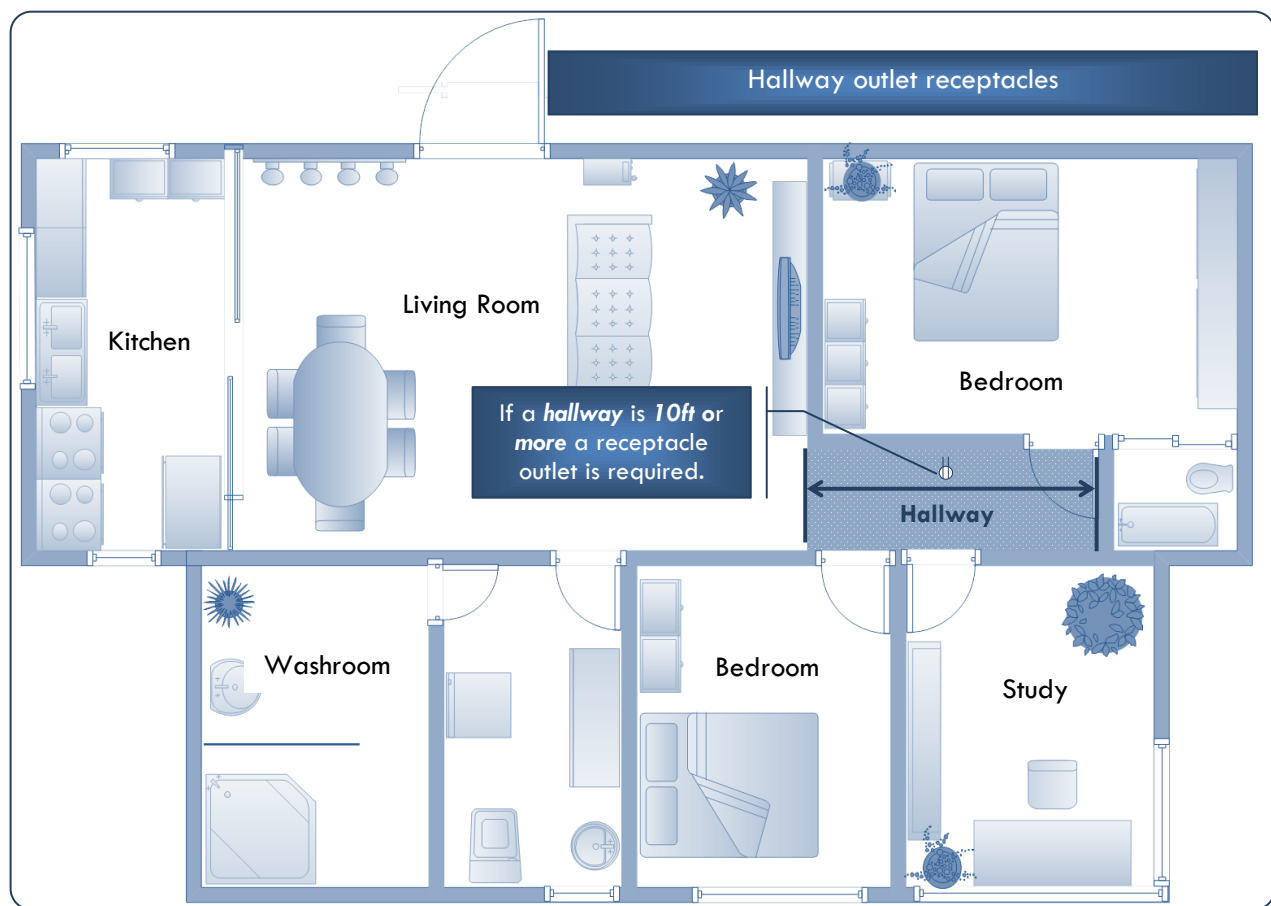 Hallway outlet receptacles
Living Room
Kitchen
Bedroom
If a hallway is 10ft or
more a receptacle
outlet is required.
Hallway
Washroom
Bedroom
Study